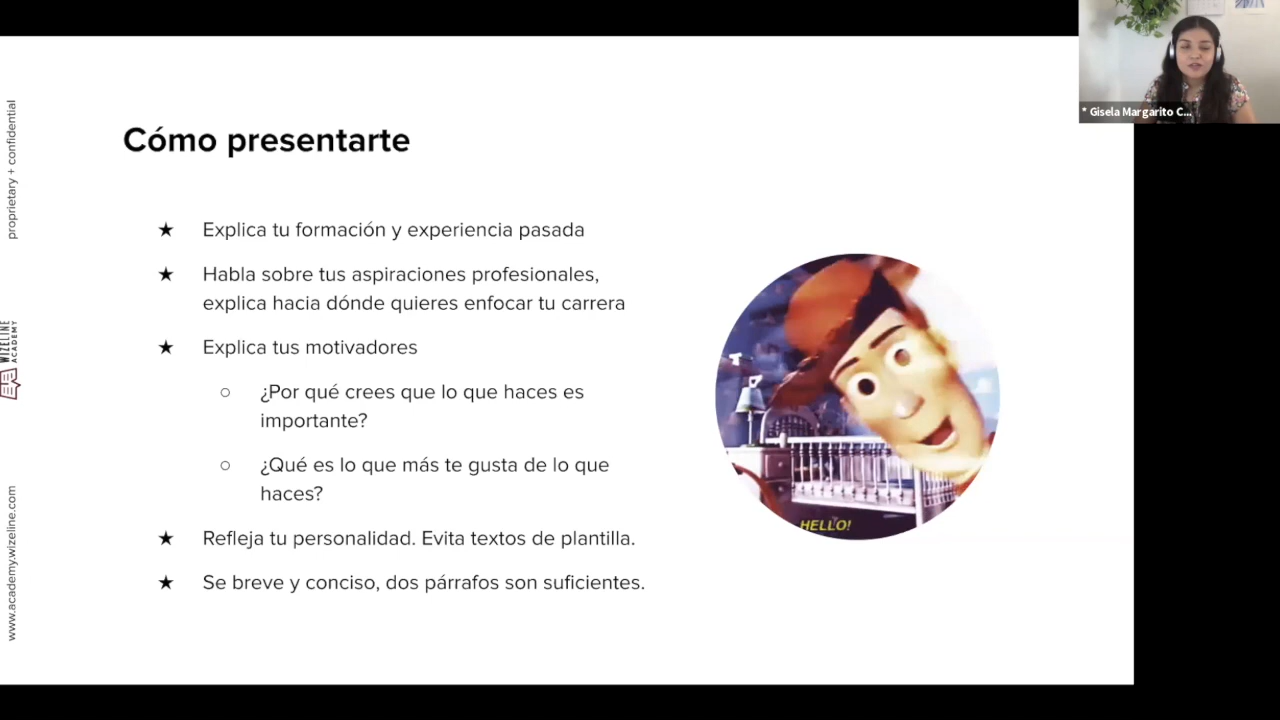 Cómo presentarte
★ Explica tu formación y experiencia pasada
★ Habla sobre tus aspiraciones profesionales,
explica hacia dónde quieres enfocar tu carrera
★ Explica tus motivadores
○ ¿Por qué crees que lo que haces es
importante?
○ ¿Qué es lo que más te gusta de lo que
haces?
★ Refleja tu personalidad. Evita textos de plantilla.
★ Se breve y conciso, dos párrafos son suficientes.
HELLO!
* Gisela Margarito C...
proprietary + confidential
WIZELINE
ACADEMY
www.academy.wizeline.com